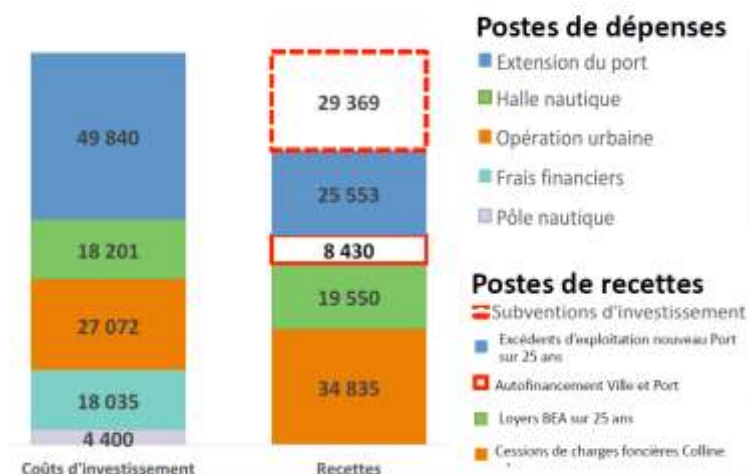 Postes de dépenses
Extension du port
Halle nautique
Opération urbaine
Frais financiers
Pôle nautique
49 840
18 201
27 072
18 035
4 400
Coûts d'investissement
29 369
25 553
8 430
19 550
34 835
Recettes
Postes de recettes
Subventions d'investissement
Excédents d'exploitation nouveau Port
sur 25 ans
Autofinancement Ville et Port
Loyers BEA sur 25 ans
Cessions de charges foncières Colline